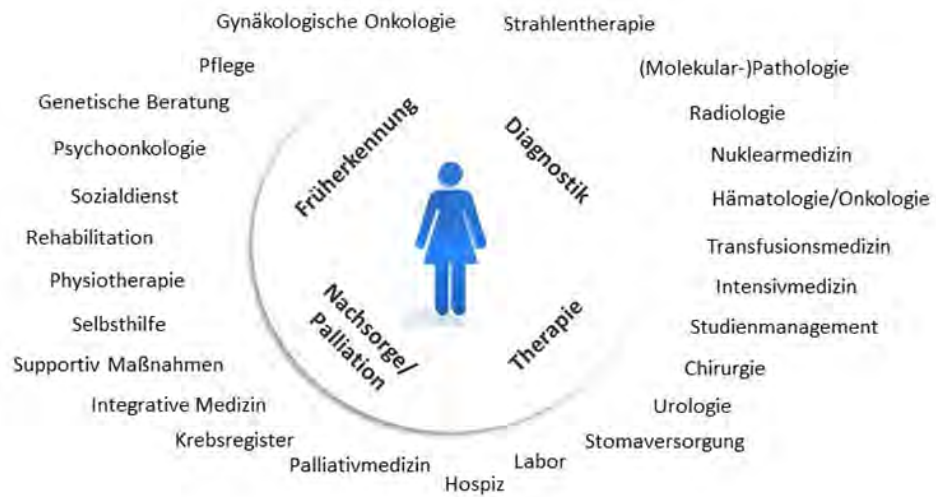 Gynäkologische Onkologie
Strahlentherapie
Pflege
(Molekular-)Pathologie
Genetische Beratung
Radiologie
Psychoonkologie
Nuklearmedizin
Sozialdienst
Hämatologie/Onkologie
Rehabilitation
Transfusionsmedizin
Physiotherapie
Intensivmedizin
Selbsthilfe
Studienmanagement
Supportiv Maßnahmen
Chirurgie
Integrative Medizin
Urologie
Krebsregister
Stomaversorgung
Palliativmedizin
Labor
Hospiz
Früherkennung
Diagnostik
Nachsorge/
Palliation
Therapie